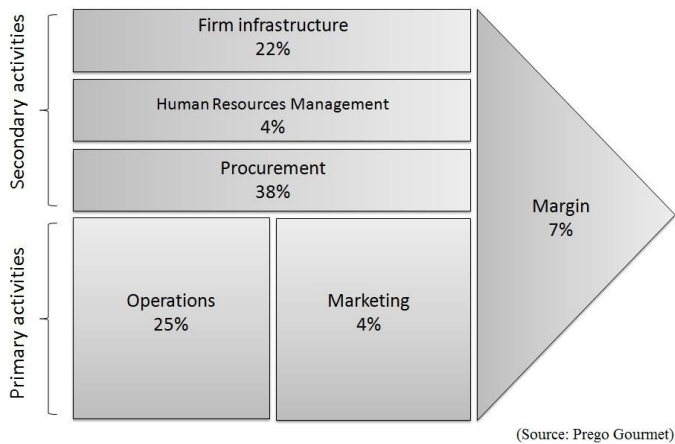 Secondary activities
Firm infrastructure
22%
Human Resources Management
4%
Procurement
38%
Primary activities
Operations
25%
Marketing
4%
Margin
7%
(Source: Prego Gourmet)